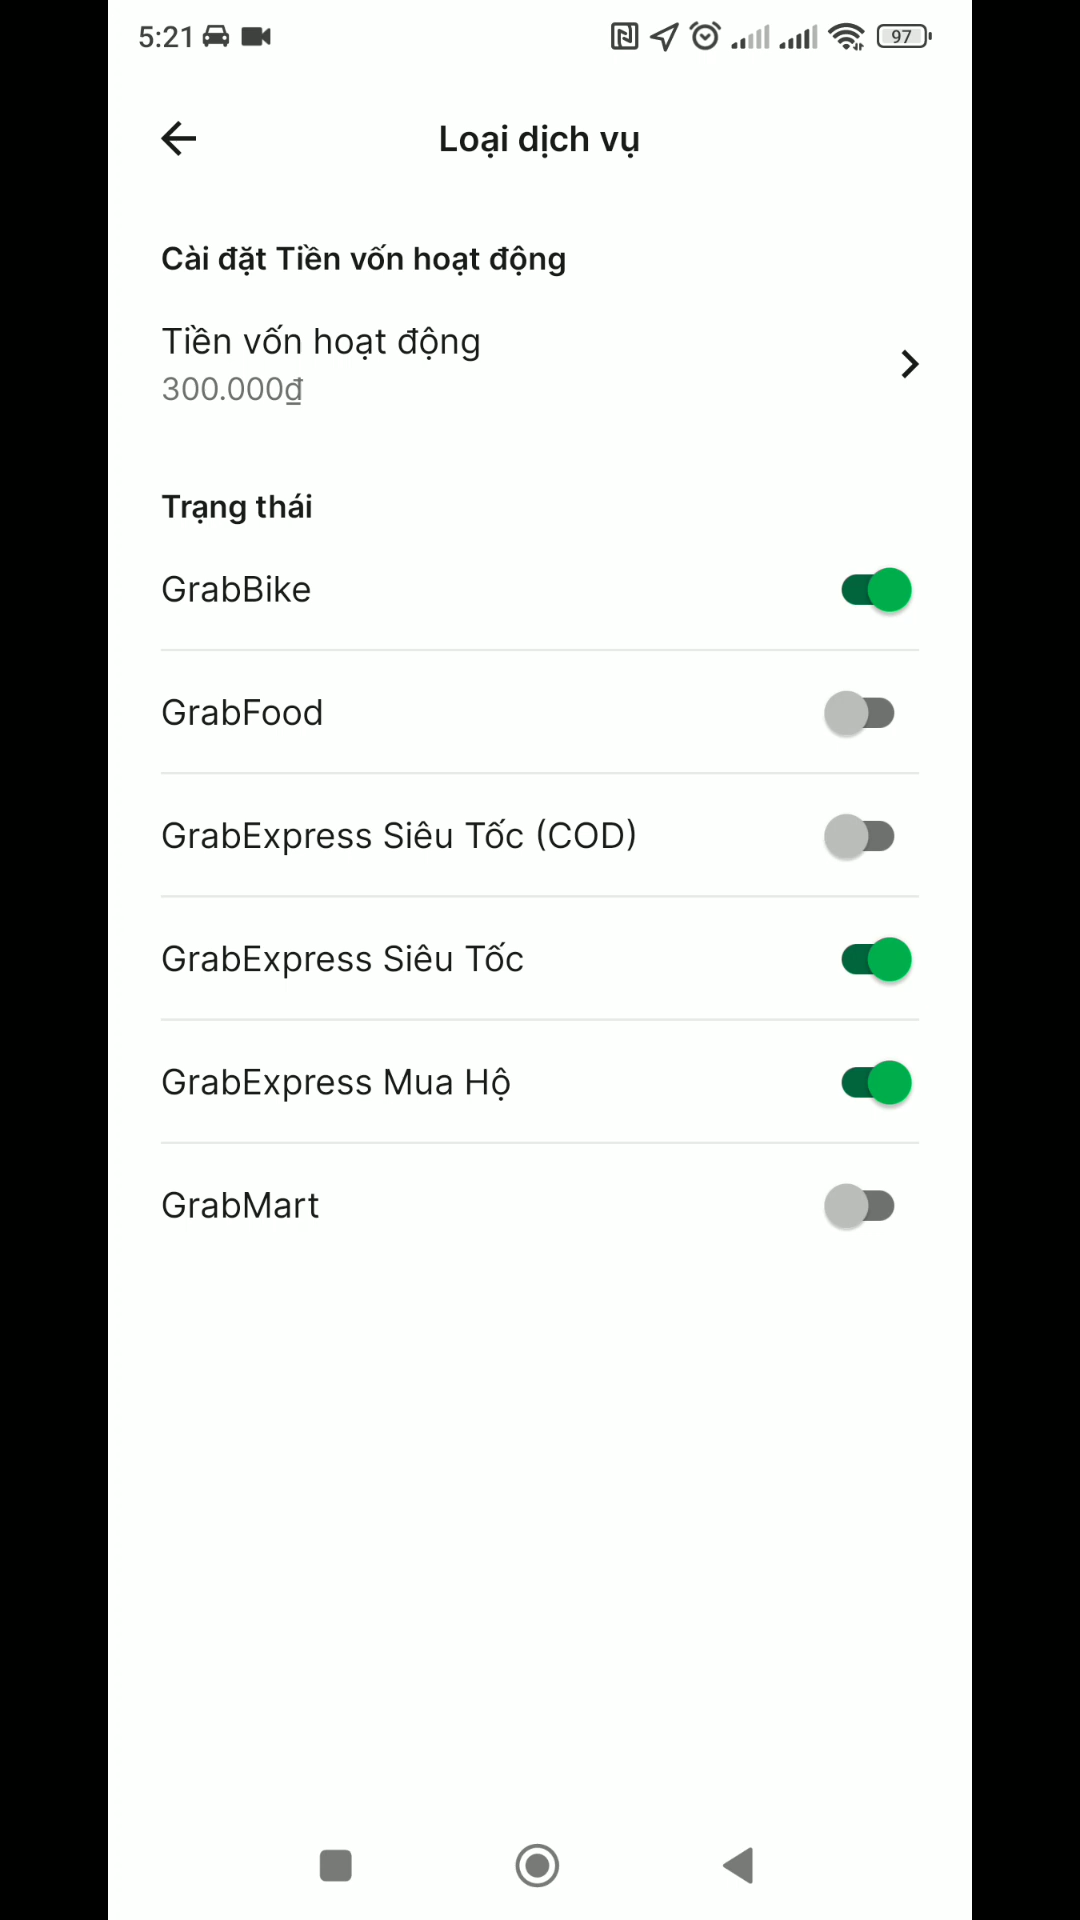 5:21
97
Loại dịch vụ
Cài đặt Tiền vốn hoạt động
Tiền vốn hoạt động
300.000₫
Trạng thái
GrabBike
GrabFood
GrabExpress Siêu Tốc (COD)
GrabExpress Siêu Tốc
GrabExpress Mua Hộ
GrabMart